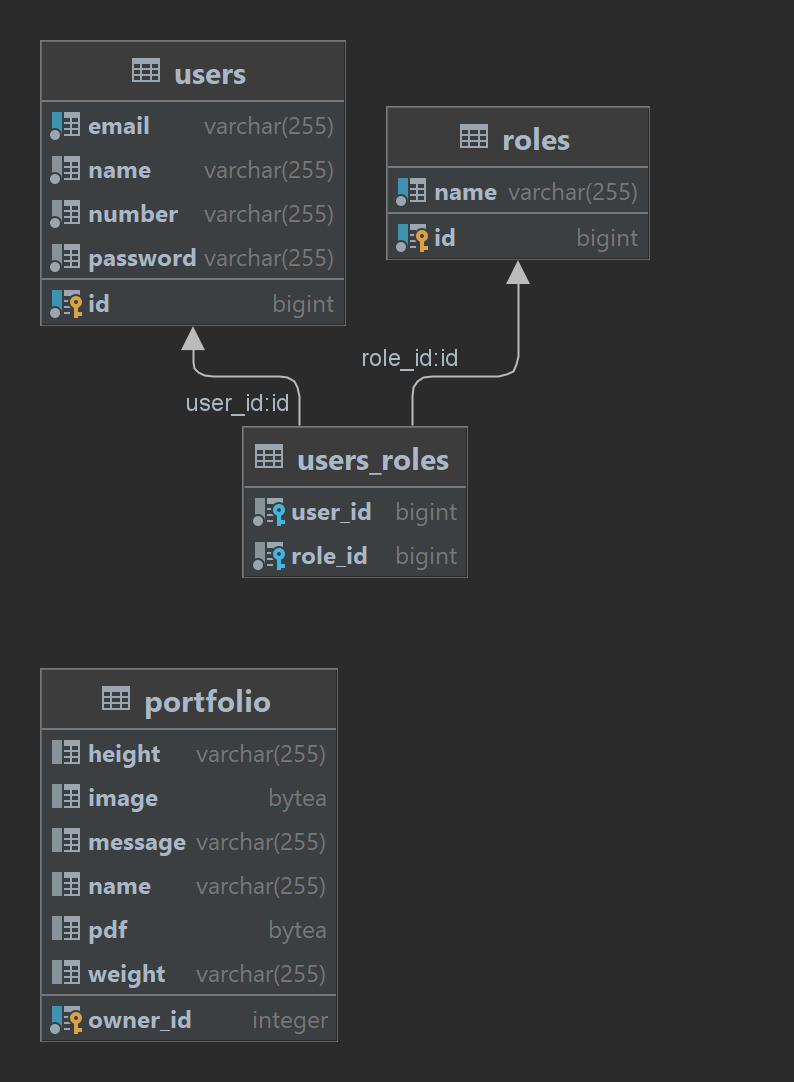 users
email varchar(255)
name varchar(255)
number varchar(255)
password varchar(255)
id bigint
roles
name varchar(255)
id bigint
role_id:id
user_id:id
users_roles
user_id bigint
role_id bigint
portfolio
height varchar(255)
image bytea
message varchar(255)
name varchar(255)
pdf bytea
weight varchar(255)
owner_id integer